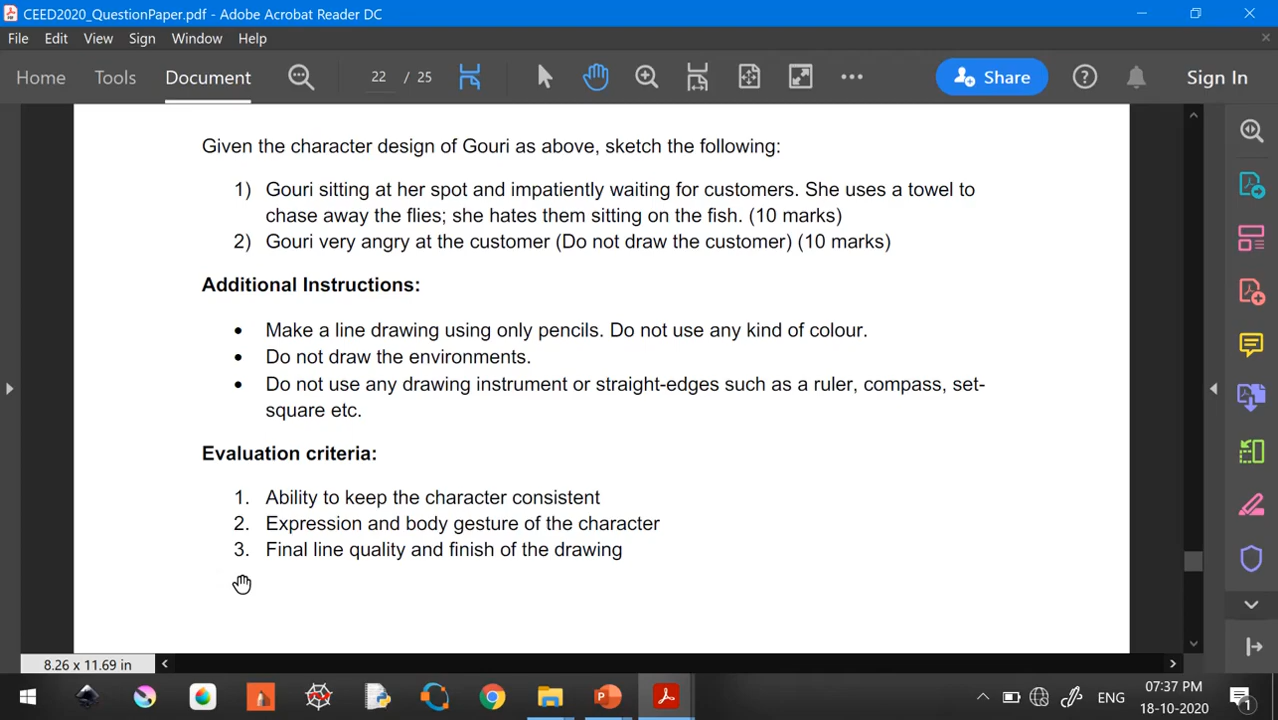 CEED2020_QuestionPaper.pdf - Adobe Acrobat Reader DC
File Edit View Sign Window Help
Home Tools Document 22 / 25 Share Sign In
Given the character design of Gouri as above, sketch the following:
1) Gouri sitting at her spot and impatiently waiting for customers. She uses a towel to
chase away the flies; she hates them sitting on the fish. (10 marks)
2) Gouri very angry at the customer (Do not draw the customer) (10 marks)
Additional Instructions:
• Make a line drawing using only pencils. Do not use any kind of colour.
• Do not draw the environments.
• Do not use any drawing instrument or straight-edges such as a ruler, compass, set-
square etc.
Evaluation criteria:
1. Ability to keep the character consistent
2. Expression and body gesture of the character
3. Final line quality and finish of the drawing
8.26 x 11.69 in
ENG
07:37 PM
18-10-2020
1